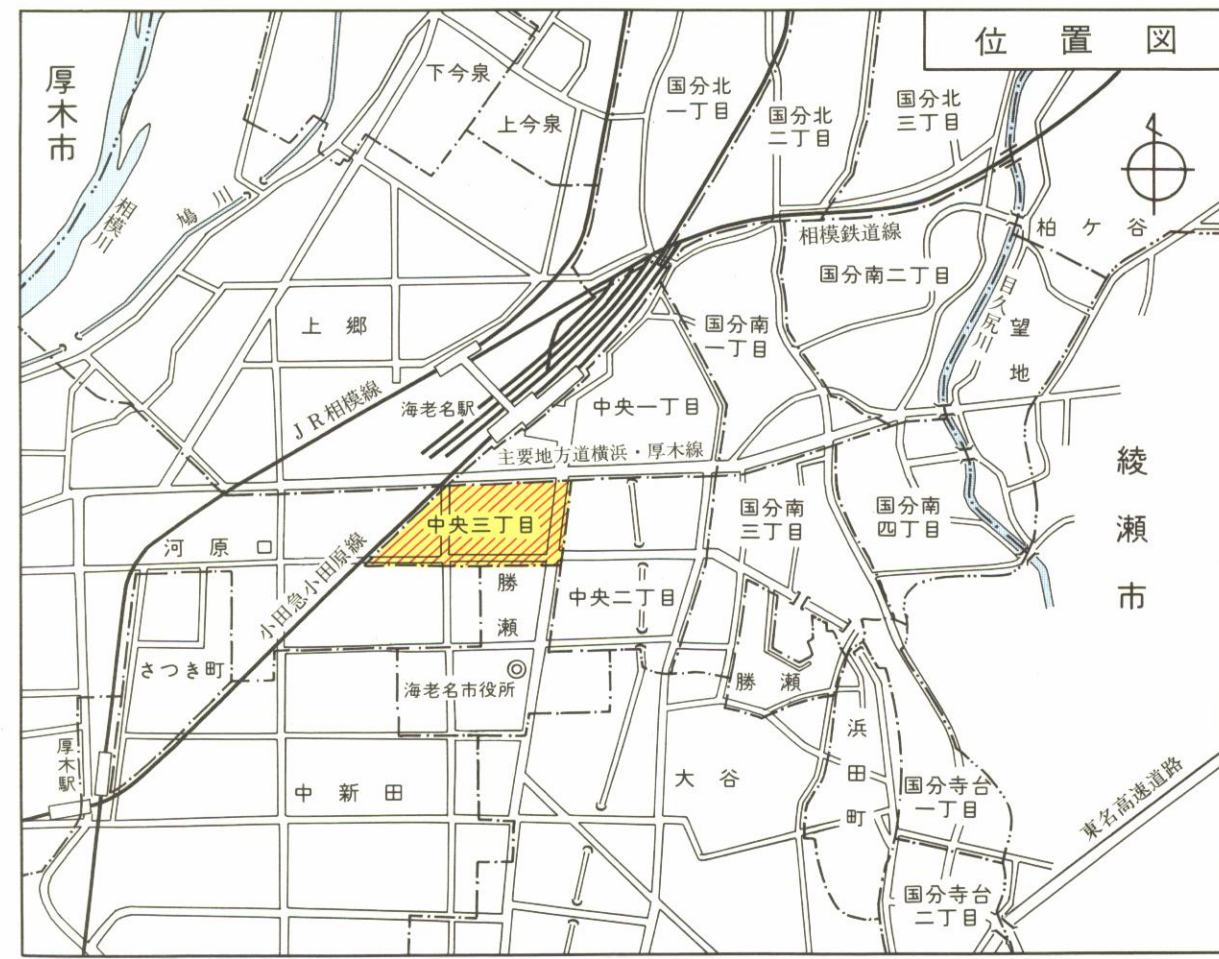 位置図
厚木市
下今泉
上今泉
国分北
一丁目
国分北
二丁目
国分北
三丁目
相模川
鳩川
相模鉄道線
柏ケ谷
国分南二丁目
目久尻川
望地
上郷
国分南
一丁目
JR相模線
海老名駅
中央一丁目
主要地方道横浜・厚木線
綾瀬市
中央三丁目
国分南
三丁目
国分南
四丁目
河原口
小田急小田原線
勝瀬
中央二丁目
さつき町
海老名市役所
勝瀬
浜田町
厚木駅
中新田
大谷
国分寺台
一丁目
東名高速道路
国分寺台
二丁目